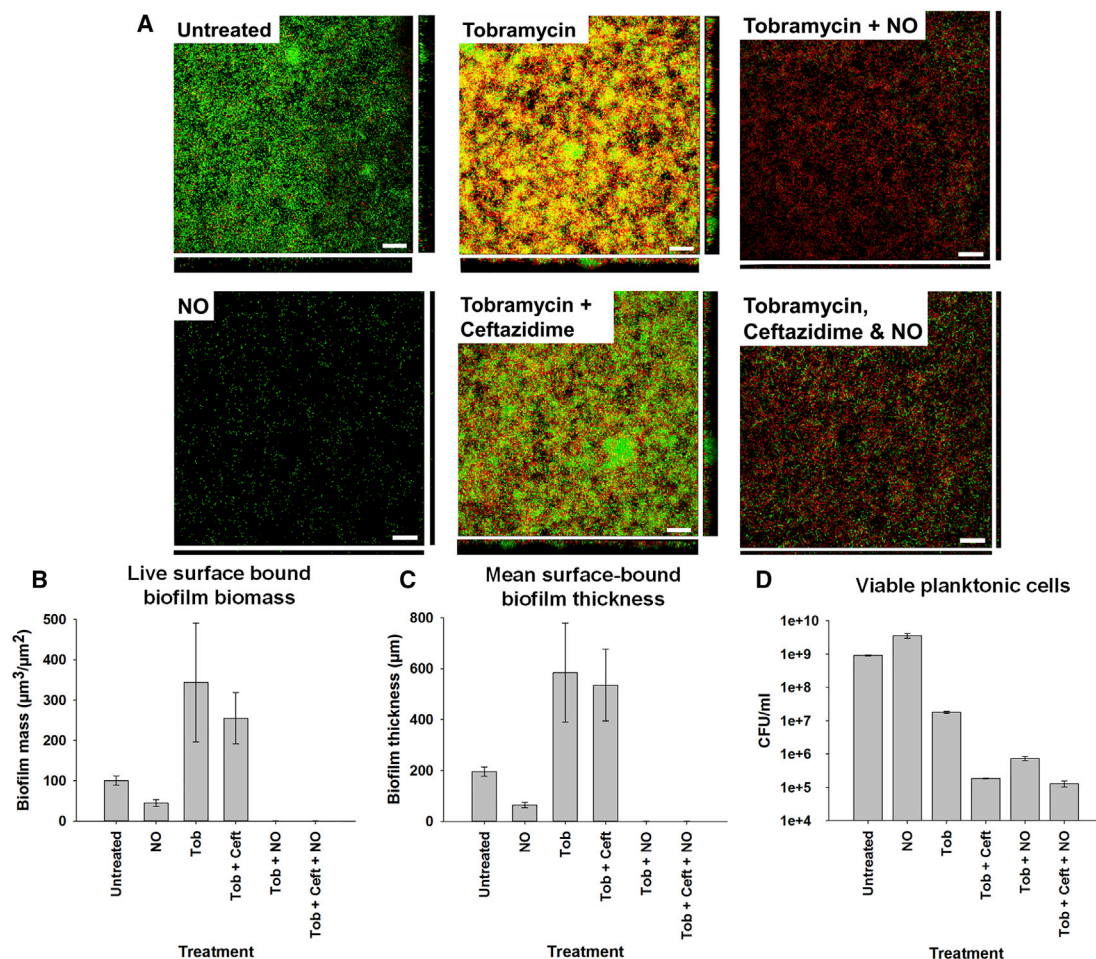 A
Untreated
Tobramycin
Tobramycin + NO
NO
Tobramycin +
Ceftazidime
Tobramycin,
Ceftazidime & NO
B
Live surface bound
biofilm biomass
Biofilm mass (µm³/µm²)
500
400
300
200
100
0
Untreated
NO
Tob
Tob + Ceft
Tob + NO
Tob + Ceft + NO
Treatment
C
Mean surface-bound
biofilm thickness
Biofilm thickness (µm)
800
600
400
200
0
Untreated
NO
Tob
Tob + Ceft
Tob + NO
Tob + Ceft + NO
Treatment
D
Viable planktonic cells
CFU/ml
1e+10
1e+9
1e+8
1e+7
1e+6
1e+5
1e+4
Untreated
NO
Tob
Tob + Ceft
Tob + NO
Tob + Ceft + NO
Treatment